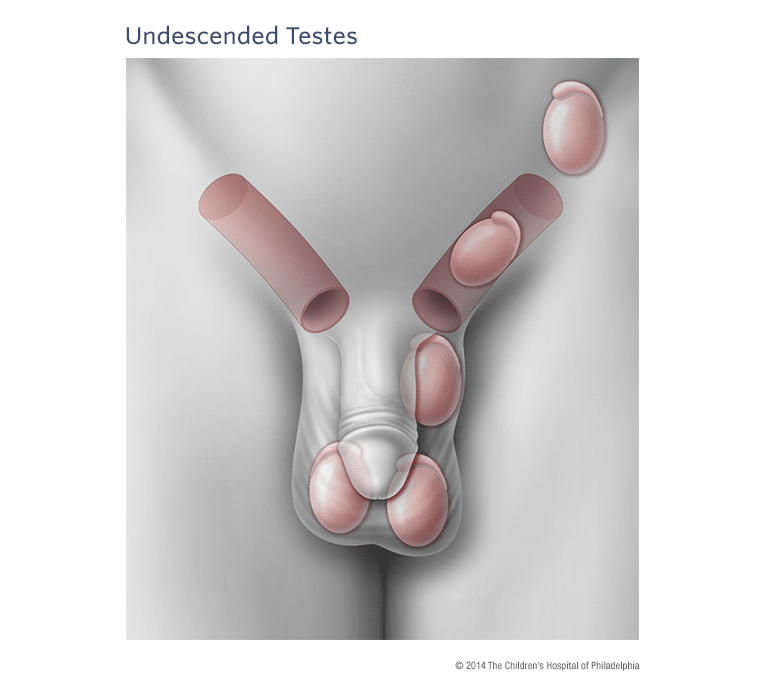 Undescended Testes
© 2014 The Children's Hospital of Philadelphia